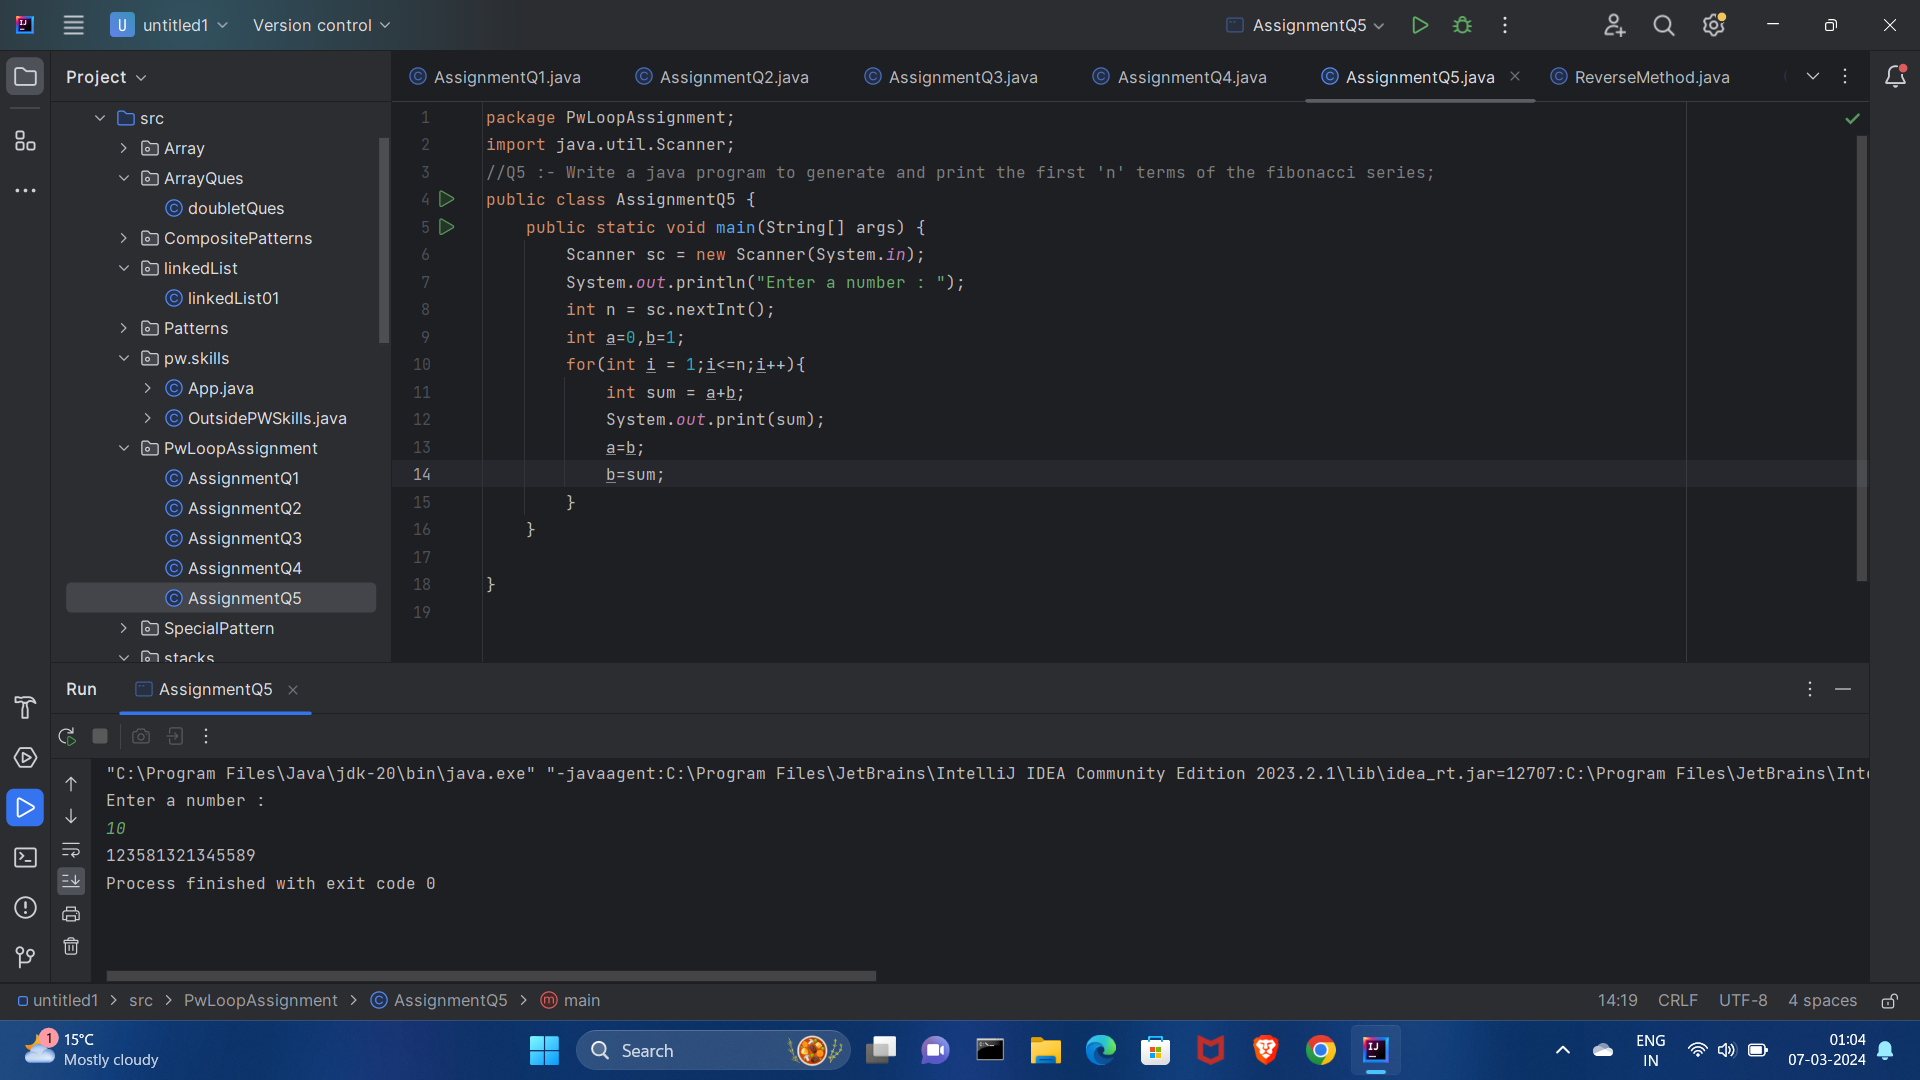 U untitled1 Version control AssignmentQ5
Project
AssignmentQ1.java AssignmentQ2.java AssignmentQ3.java AssignmentQ4.java AssignmentQ5.java ReverseMethod.java
src
Array
ArrayQues
doubletQues
CompositePatterns
linkedList
linkedList01
Patterns
pw.skills
App.java
OutsidePWSkills.java
PwLoopAssignment
AssignmentQ1
AssignmentQ2
AssignmentQ3
AssignmentQ4
AssignmentQ5
SpecialPattern
stacks
1 package PwLoopAssignment;
2 import java.util.Scanner;
3 //Q5 :- Write a java program to generate and print the first 'n' terms of the fibonacci series;
4 public class AssignmentQ5 {
5 public static void main(String[] args) {
6 Scanner sc = new Scanner(System.in);
7 System.out.println("Enter a number : ");
8 int n = sc.nextInt();
9 int a=0,b=1;
10 for(int i = 1;i<=n;i++){
11 int sum = a+b;
12 System.out.print(sum);
13 a=b;
14 b=sum;
15 }
16 }
17
18 }
19
Run AssignmentQ5
"C:\Program Files\Java\jdk-20\bin\java.exe" "-javaagent:C:\Program Files\JetBrains\IntelliJ IDEA Community Edition 2023.2.1\lib\idea_rt.jar=12707:C:\Program Files\JetBrains\Inte
Enter a number :
10
123581321345589
Process finished with exit code 0
untitled1 > src > PwLoopAssignment > AssignmentQ5 > main 14:19 CRLF UTF-8 4 spaces
1 15°C
Mostly cloudy
Search
ENG
IN
01:04
07-03-2024